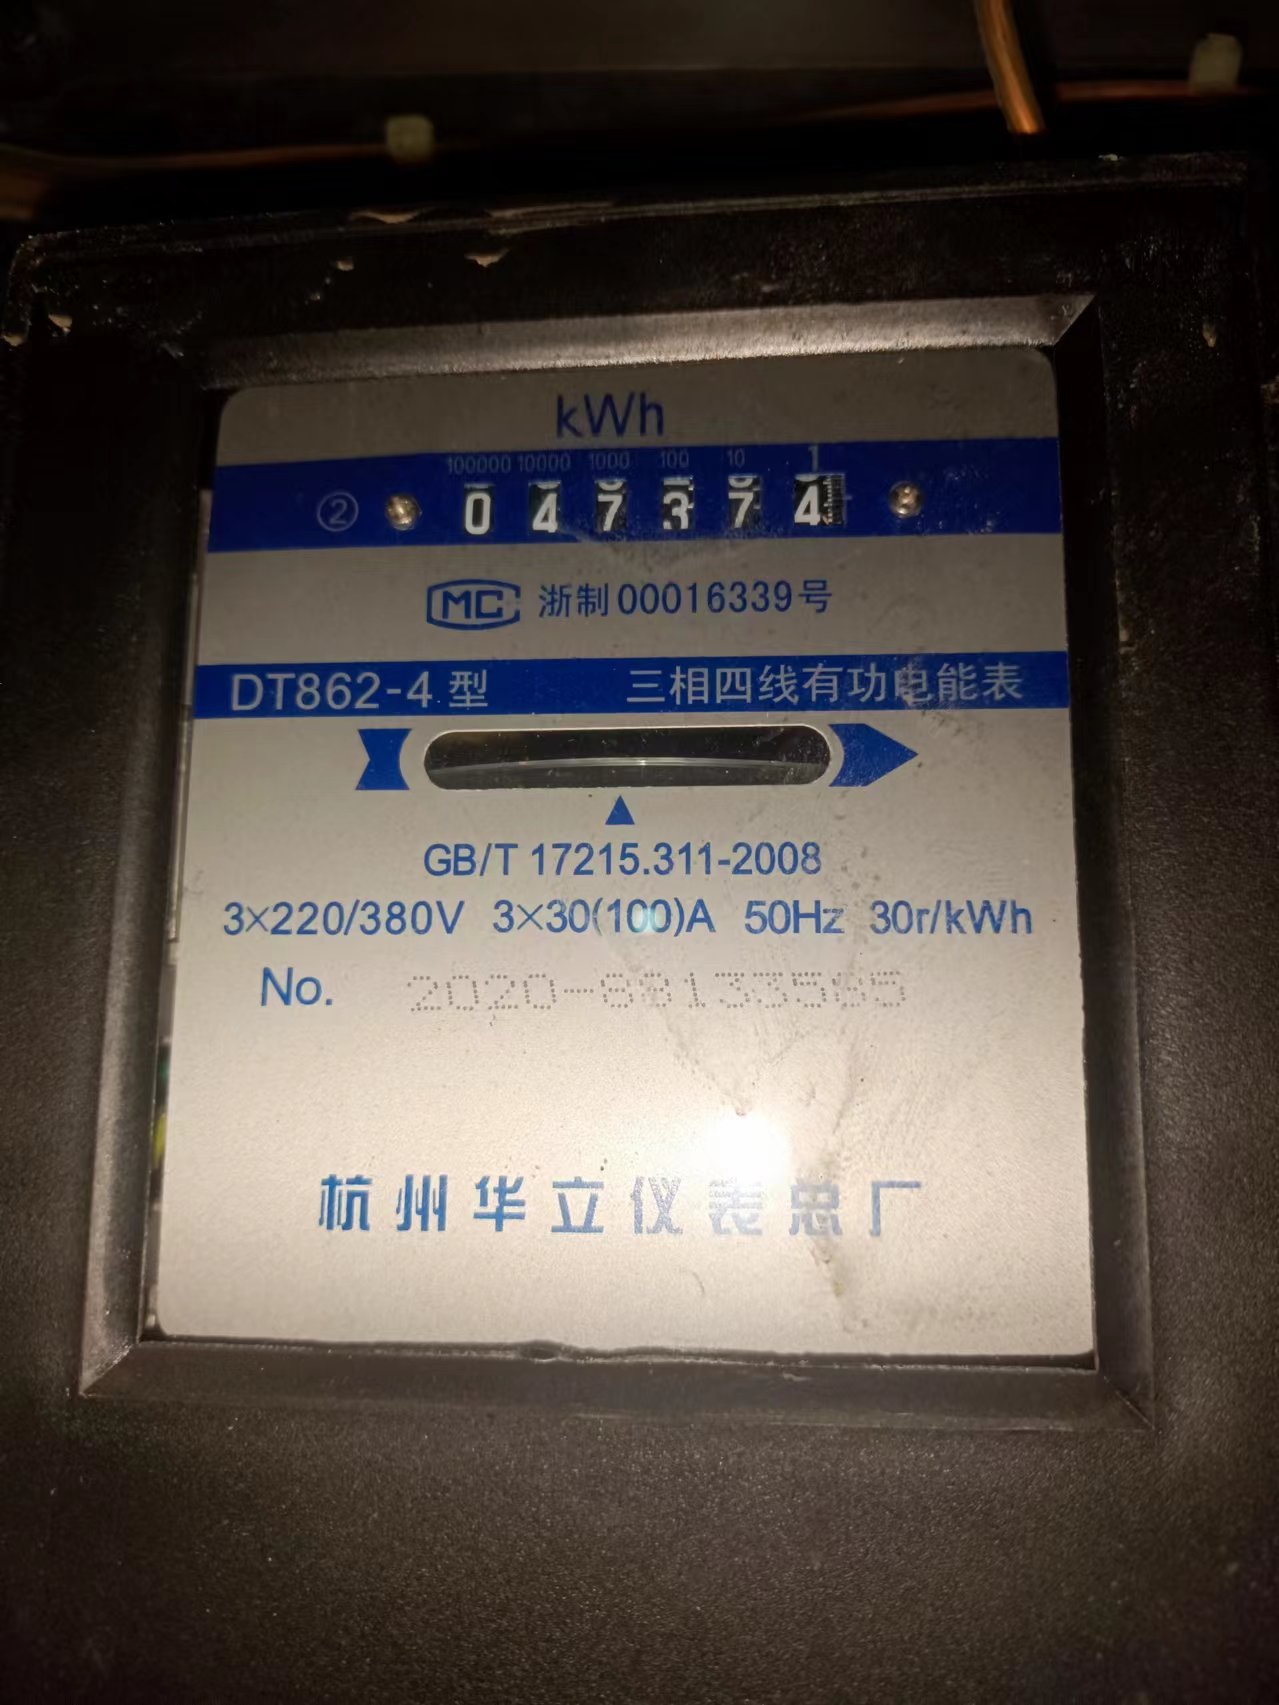 kWh
100000 10000 1000 100 10 1
② 0 4 7 3 7 4
MC 浙制00016339号
DT862-4型 三相四线有功电能表
GB/T 17215.311-2008
3×220/380V 3×30(100)A 50Hz 30r/kWh
No.
杭州华立仪表总厂